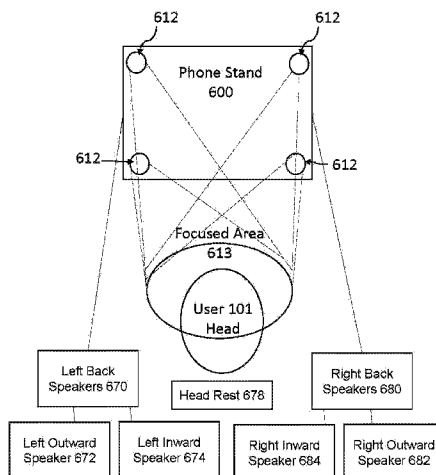 612
612
Phone Stand
600
612
612
Focused Area
613
User 101
Head
Left Back
Speakers 670
Right Back
Speakers 680
Head Rest 678
Left Outward
Speaker 672
Left Inward
Speaker 674
Right Inward
Speaker 684
Right Outward
Speaker 682